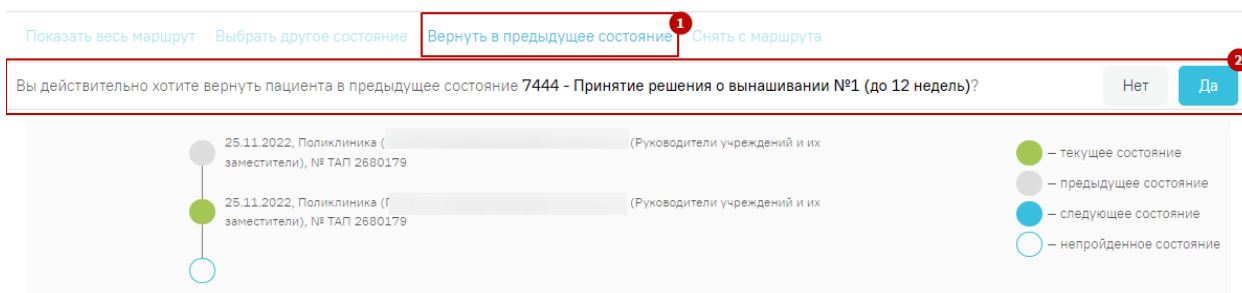 1
Показать весь маршрут Выбрать другое состояние Вернуть в предыдущее состояние Снять с маршрута
2
Вы действительно хотите вернуть пациента в предыдущее состояние 7444 - Принятие решения о вынашивании №1 (до 12 недель)? Нет Да
25.11.2022, Поликлиника ( (Руководители учреждений и их
заместители), № ТАП 2680179
25.11.2022, Поликлиника ( (Руководители учреждений и их
заместители), № ТАП 2680179
– текущее состояние
– предыдущее состояние
– следующее состояние
– непройденное состояние